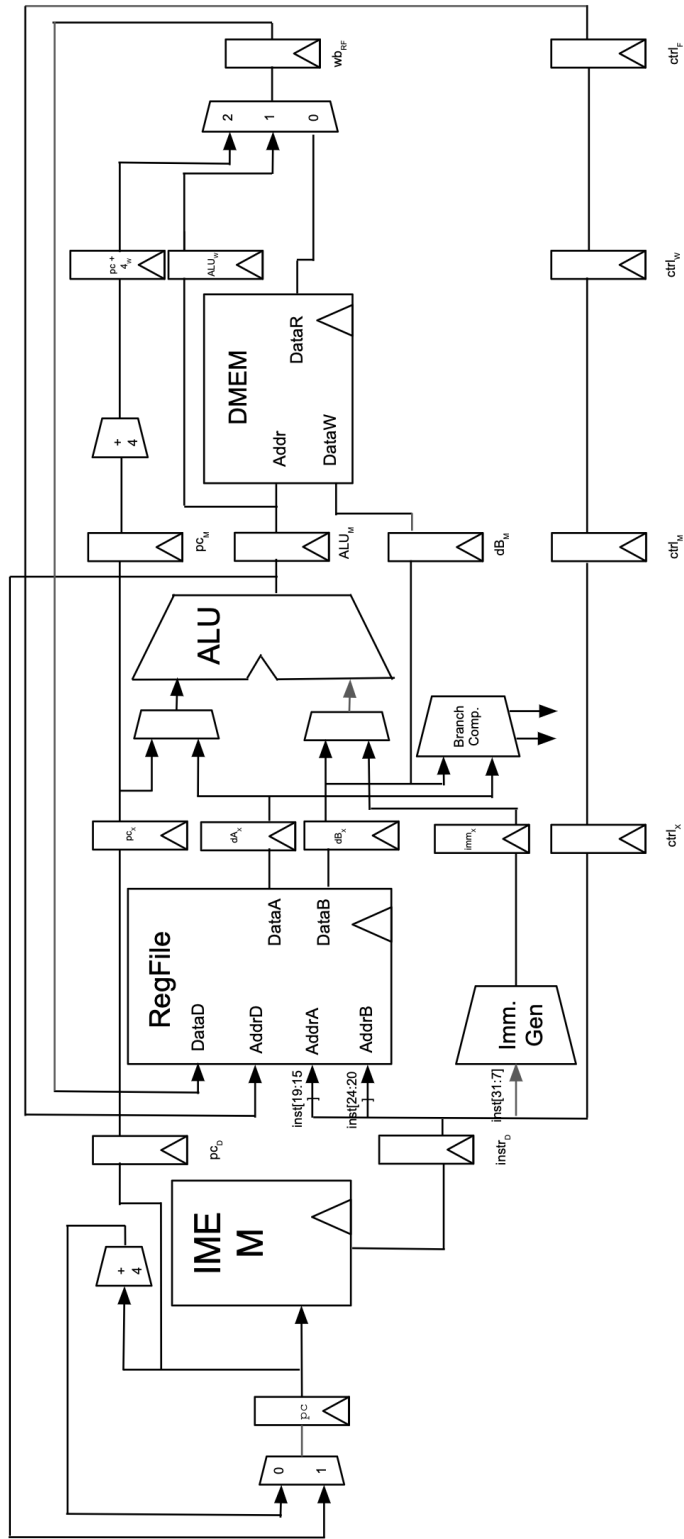 0
1
pc
+
4
IME
M
pc_D
instr_D
RegFile
DataD
AddrD
AddrA
AddrB
DataA
DataB
inst[19:15
]
inst[24:20
]
inst[31:7]
Imm.
Gen
pc_X
dA_X
dB_X
imm_X
ctrl_X
Branch
Comp.
ALU
pc_M
ALU_M
dB_M
ctrl_M
+
4
DMEM
Addr
DataW
DataR
pc +
4_W
ALU_W
ctrl_W
2
1
0
wb_RF
ctrl_F